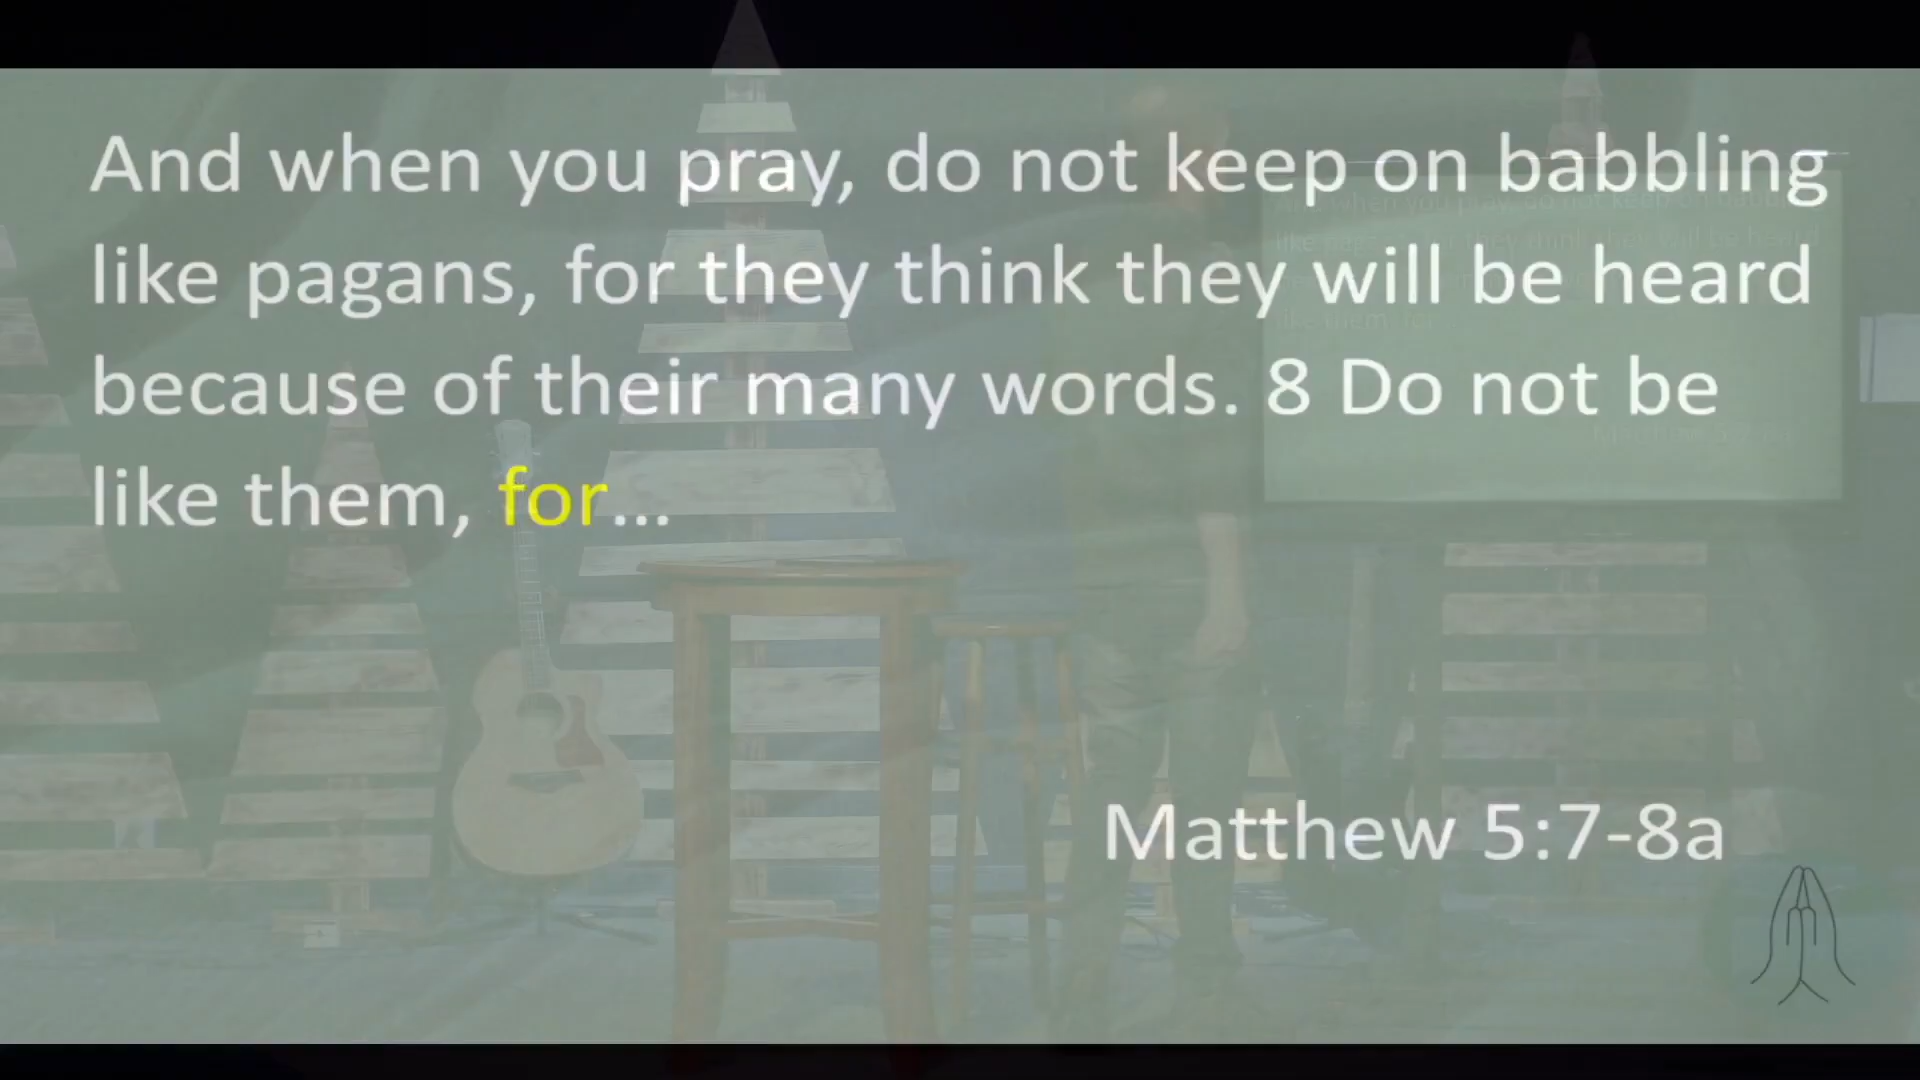 And when you pray, do not keep on babbling
like pagans, for they think they will be heard
because of their many words. 8 Do not be
like them, for...
Matthew 5:7-8a